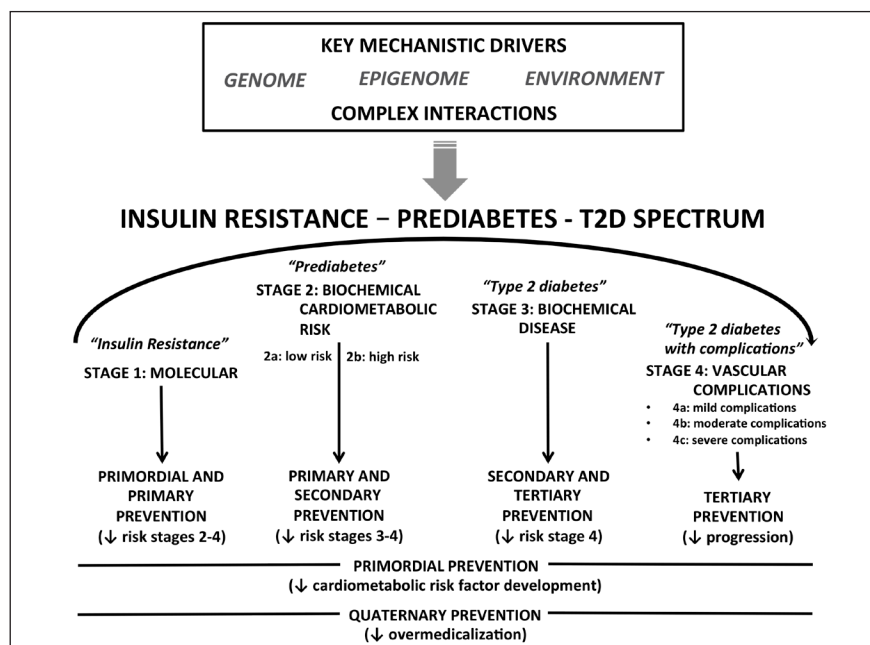 KEY MECHANISTIC DRIVERS
GENOME EPIGENOME ENVIRONMENT
COMPLEX INTERACTIONS
INSULIN RESISTANCE – PREDIABETES - T2D SPECTRUM
“Insulin Resistance”
STAGE 1: MOLECULAR
PRIMORDIAL AND
PRIMARY
PREVENTION
(↓ risk stages 2-4)
“Prediabetes”
STAGE 2: BIOCHEMICAL
CARDIOMETABOLIC
RISK
2a: low risk 2b: high risk
PRIMARY AND
SECONDARY
PREVENTION
(↓ risk stages 3-4)
“Type 2 diabetes”
STAGE 3: BIOCHEMICAL
DISEASE
SECONDARY AND
TERTIARY
PREVENTION
(↓ risk stage 4)
“Type 2 diabetes
with complications”
STAGE 4: VASCULAR
COMPLICATIONS
• 4a: mild complications
• 4b: moderate complications
• 4c: severe complications
TERTIARY
PREVENTION
(↓ progression)
PRIMORDIAL PREVENTION
(↓ cardiometabolic risk factor development)
QUATERNARY PREVENTION
(↓ overmedicalization)